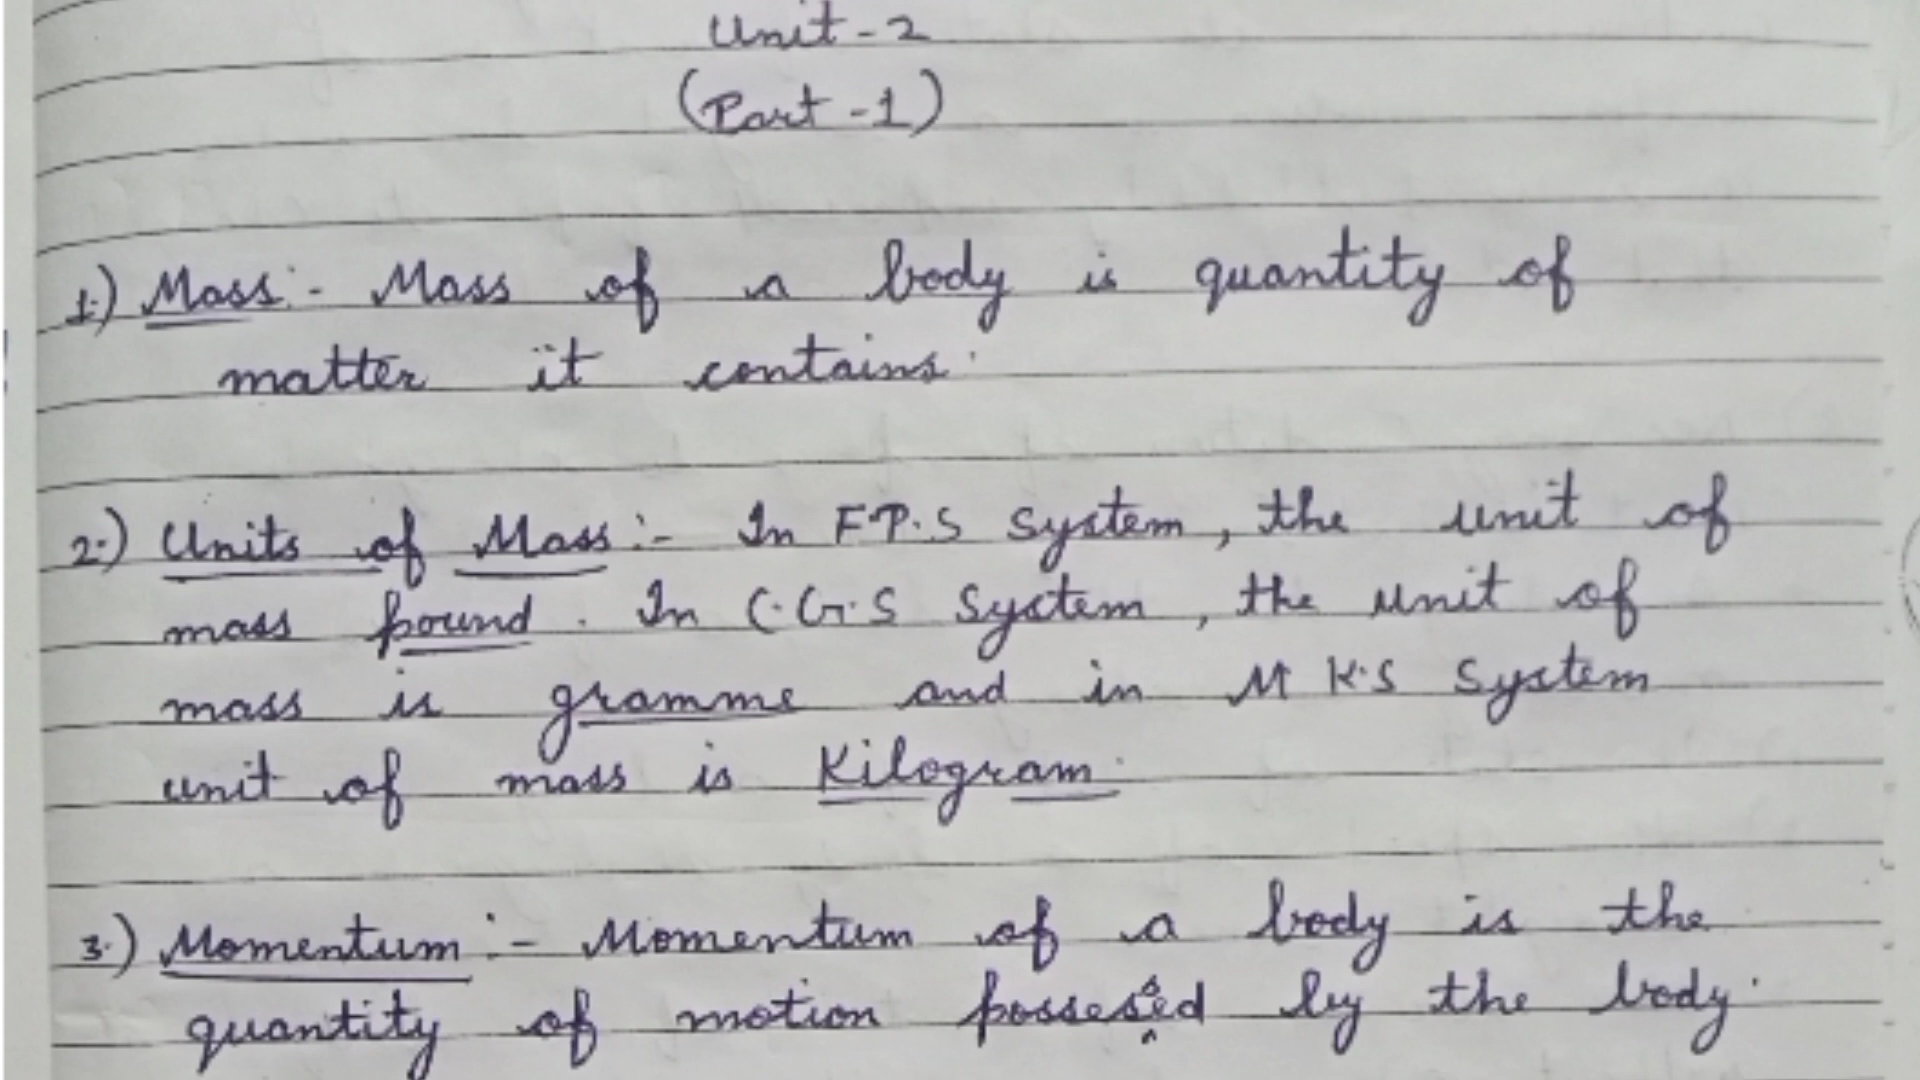 Unit-2
(Part-1)
1.) Mass:- Mass of a body is quantity of
matter it contains.
2.) Units of Mass:- In F.P.S System, the unit of
mass pound. In C.G.S System, the unit of
mass is gramme and in M K.S System
unit of mass is Kilogram.
3.) Momentum:- Momentum of a body is the
quantity of motion possessed by the body.